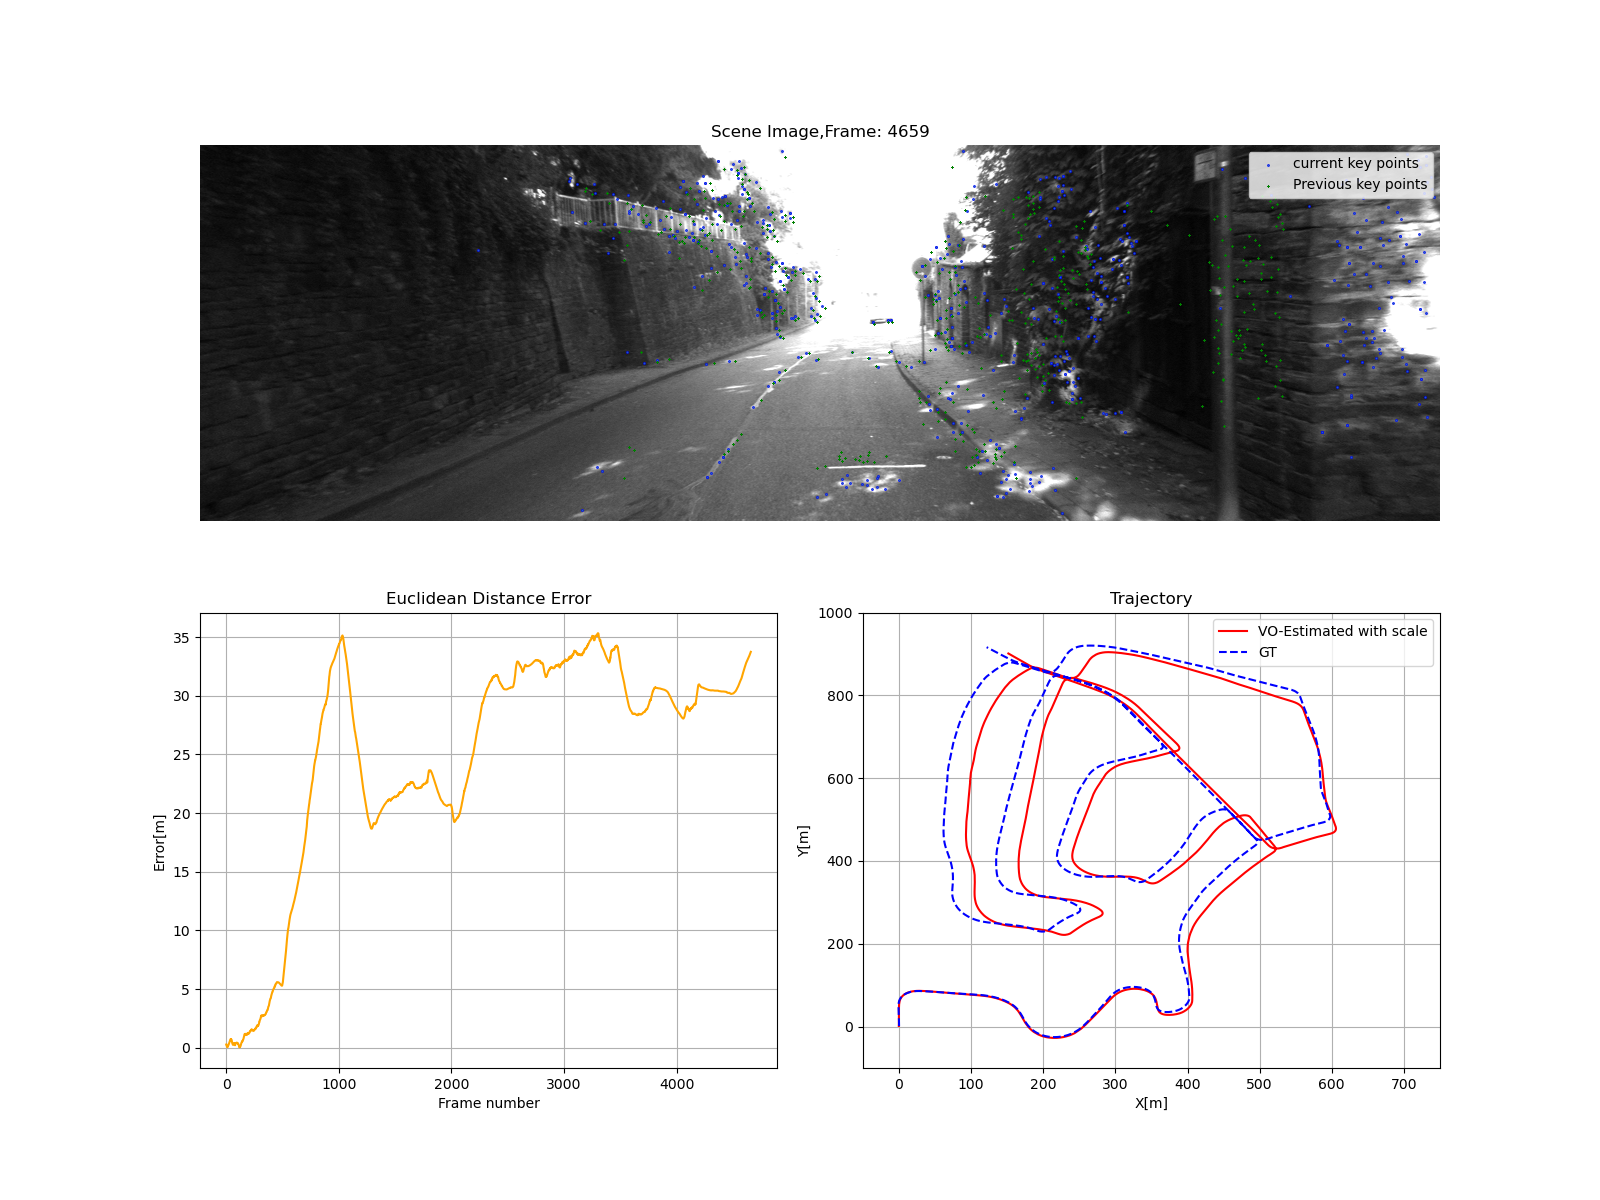 Scene Image,Frame: 4659
current key points
Previous key points
Euclidean Distance Error
35
30
25
20
15
10
5
0
Error[m]
0 1000 2000 3000 4000
Frame number
Trajectory
VO-Estimated with scale
GT
1000
800
600
400
200
0
Y[m]
0 100 200 300 400 500 600 700
X[m]